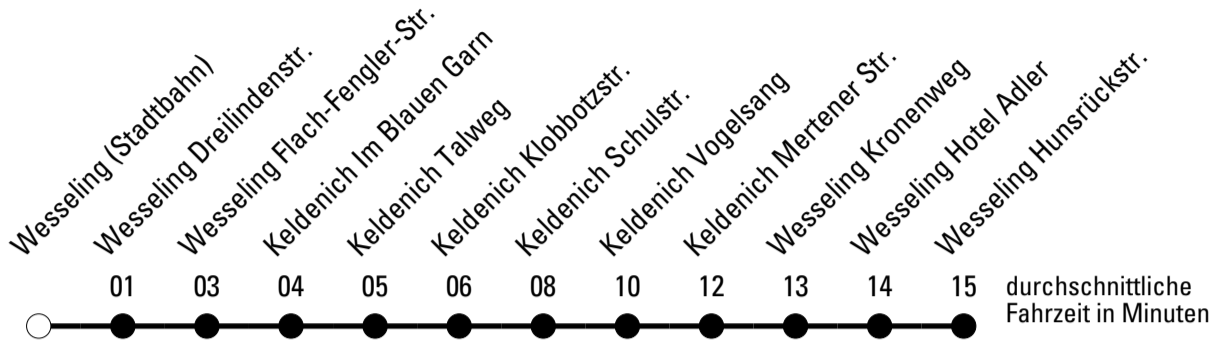 Wesseling (Stadtbahn)
Wesseling Dreilindenstr.
Wesseling Flach-Fengler-Str.
Keldenich Im Blauen Garn
Keldenich Talweg
Keldenich Klobbotzstr.
Keldenich Schulstr.
Keldenich Vogelsang
Keldenich Mertener Str.
Wesseling Kronenweg
Wesseling Hotel Adler
Wesseling Hunsrückstr.
01 03 04 05 06 08 10 12 13 14 15 durchschnittliche
Fahrzeit in Minuten